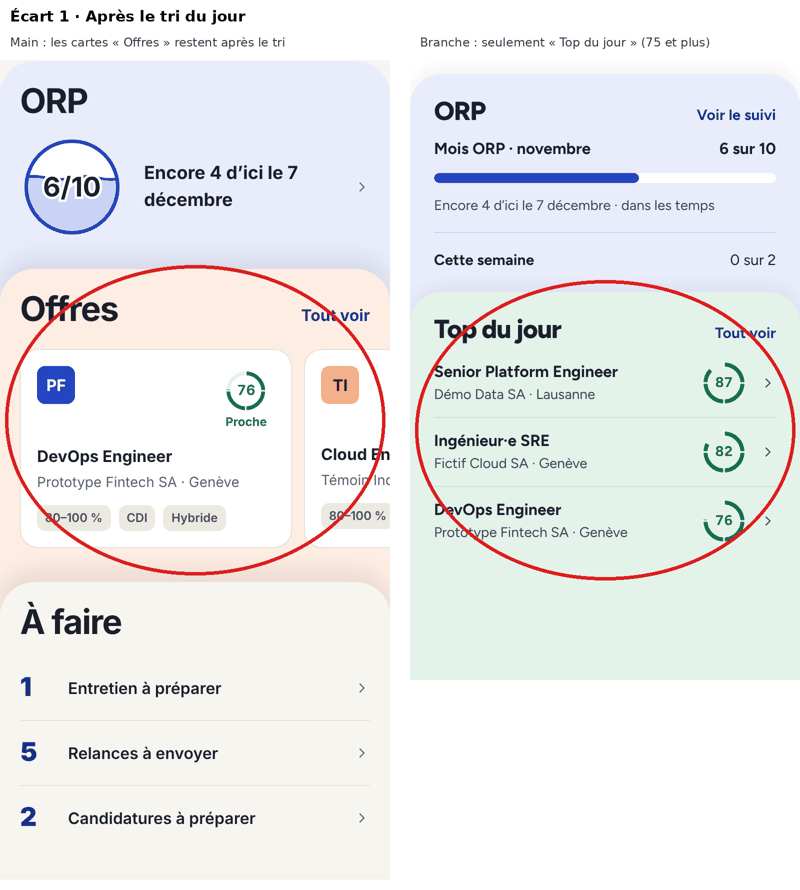 Écart 1 · Après le tri du jour
Main : les cartes « Offres » restent après le tri
ORP
6/10
Encore 4 d’ici le 7
décembre
Offres
Tout voir
PF
76
Proche
DevOps Engineer
Prototype Fintech SA · Genève
80–100 %
CDI
Hybride
TI
Cloud En
Témoin Ind
80–100 %
À faire
1 Entretien à préparer
5 Relances à envoyer
2 Candidatures à préparer
Branche : seulement « Top du jour » (75 et plus)
ORP
Voir le suivi
Mois ORP · novembre
6 sur 10
Encore 4 d’ici le 7 décembre · dans les temps
Cette semaine
0 sur 2
Top du jour
Tout voir
Senior Platform Engineer
Démo Data SA · Lausanne
87
Ingénieur·e SRE
Fictif Cloud SA · Genève
82
DevOps Engineer
Prototype Fintech SA · Genève
76